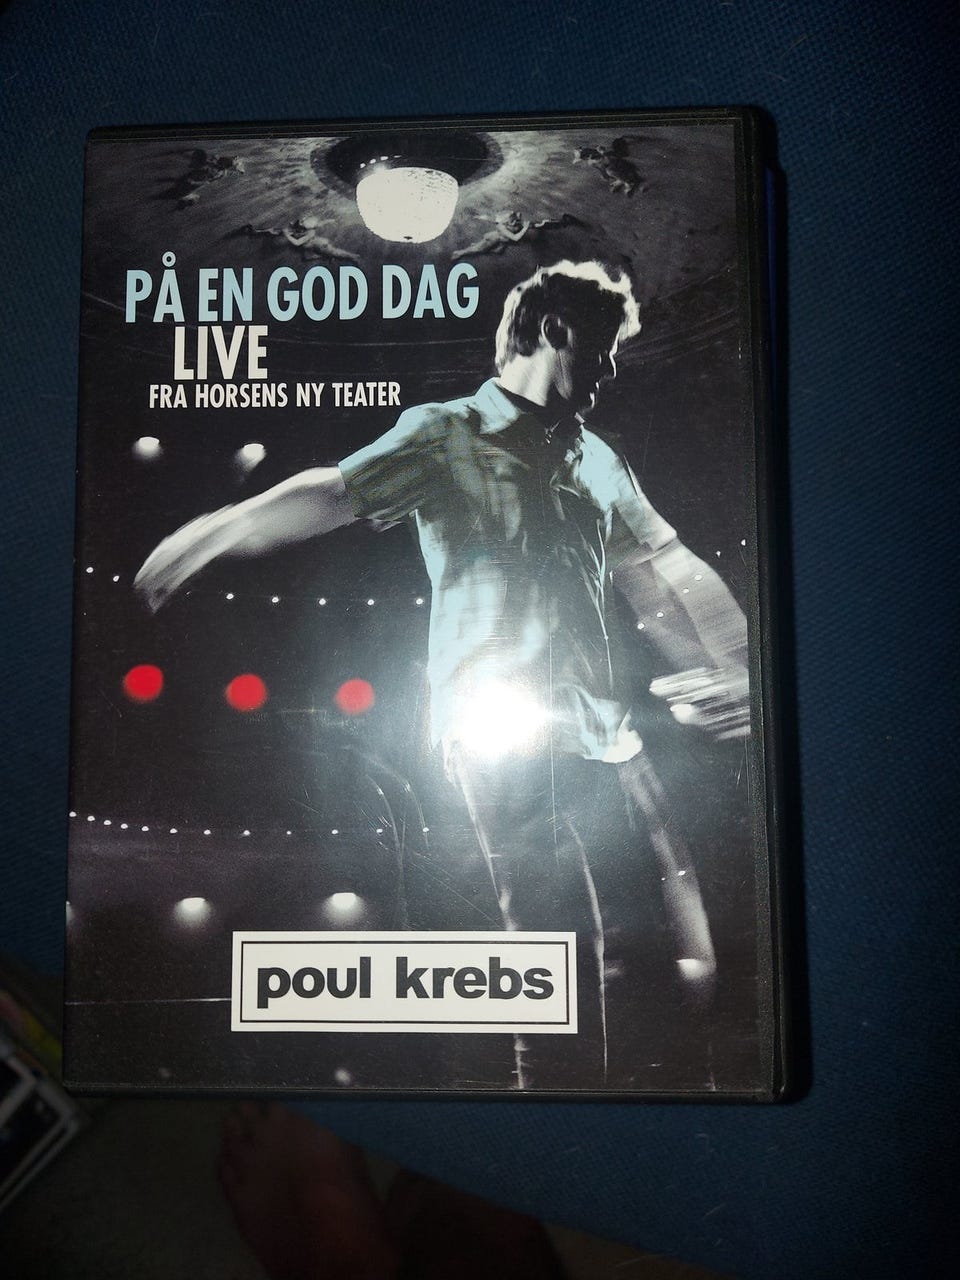 PÅ EN GOD DAG
LIVE
FRA HORSENS NY TEATER
poul krebs